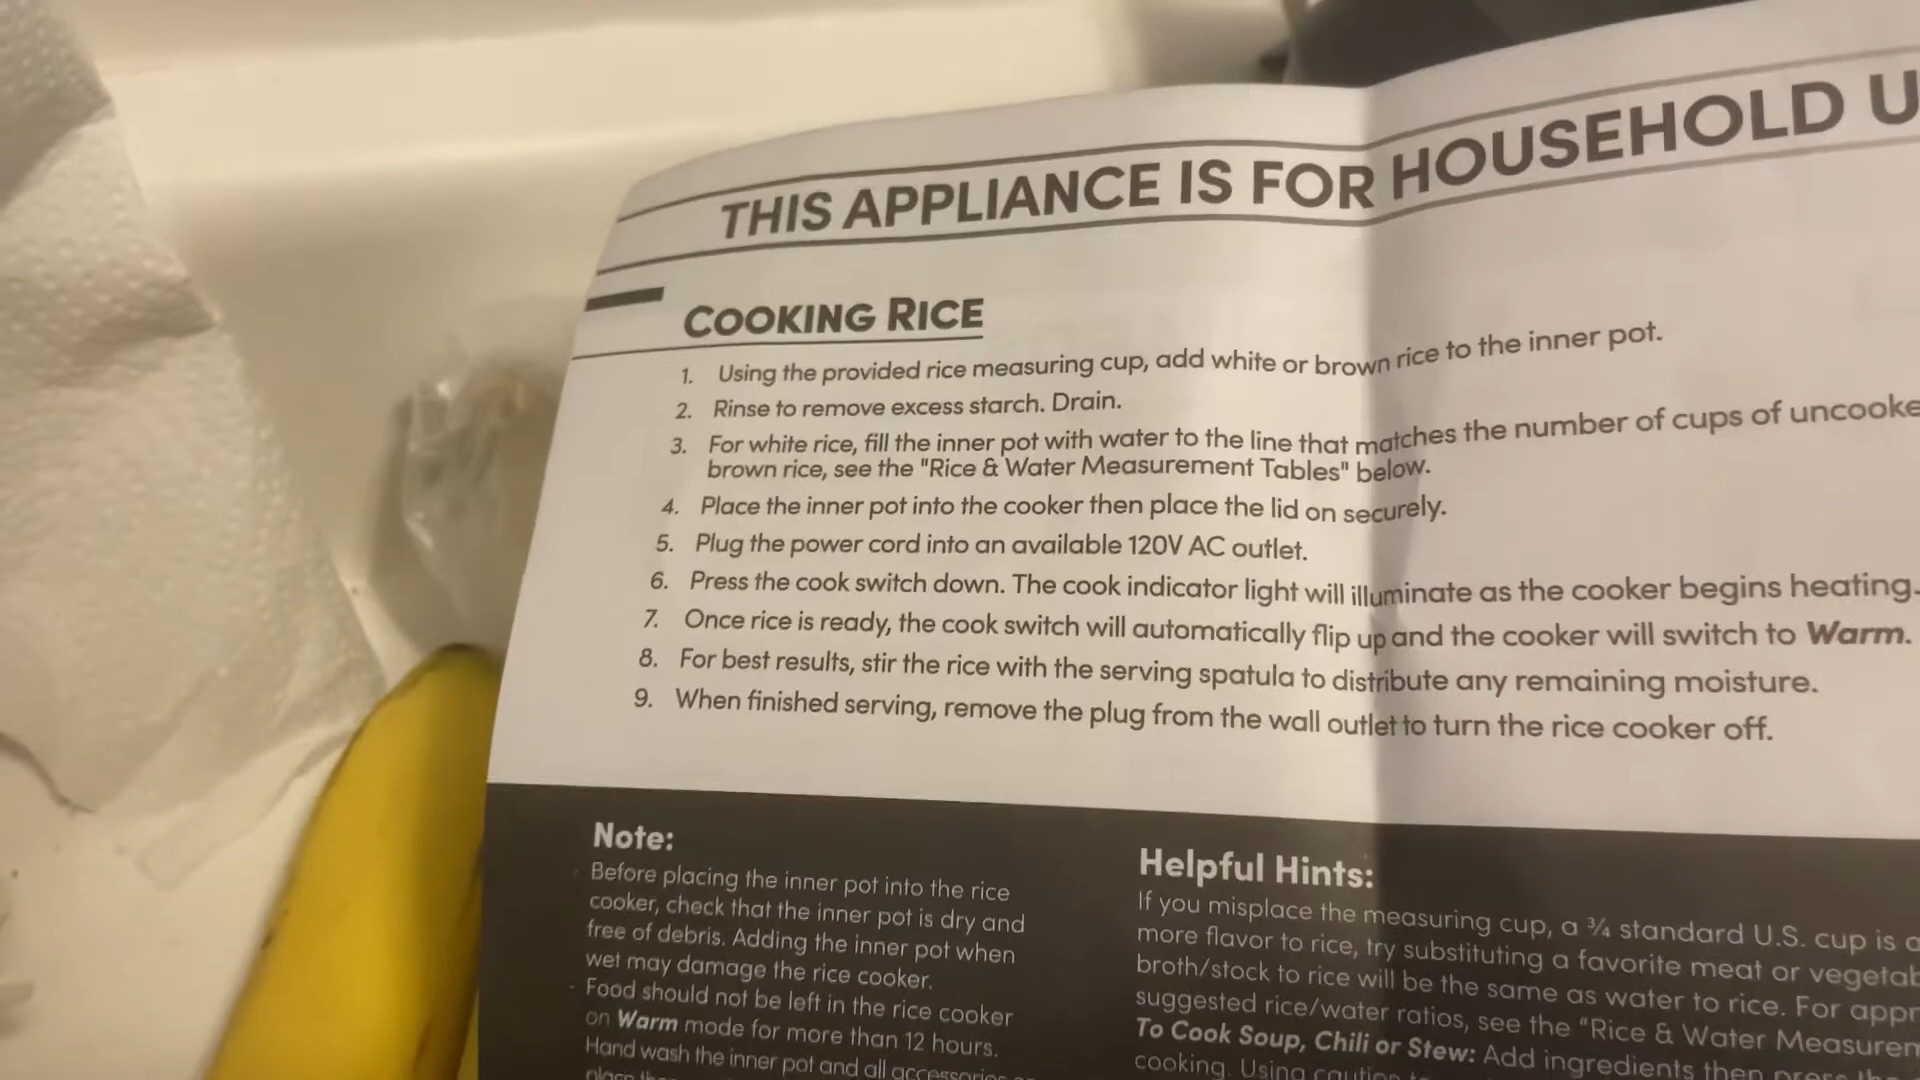 THIS APPLIANCE IS FOR HOUSEHOLD
COOKING RICE
1. Using the provided rice measuring cup, add white or brown rice to the inner pot.
2. Rinse to remove excess starch. Drain.
3. For white rice, fill the inner pot with water to the line that matches the number of cups of
brown rice, see the "Rice & Water Measurement Tables" below.
4. Place the inner pot into the cooker then place the lid on securely.
5. Plug the power cord into an available 120V AC outlet.
6. Press the cook switch down. The cook indicator light will illuminate as the cooker begins heating.
7. Once rice is ready, the cook switch will automatically flip up and the cooker will switch to Warm.
8. For best results, stir the rice with the serving spatula to distribute any remaining moisture.
9. When finished serving, remove the plug from the wall outlet to turn the rice cooker off.
Note:
· Before placing the inner pot into the rice
cooker, check that the inner pot is dry and
free of debris. Adding the inner pot when
wet may damage the rice cooker.
· Food should not be left in the rice cooker
on Warm mode for more than 12 hours.
Hand wash the inner pot and all accessories
Helpful Hints:
If you misplace the measuring cup, a ¾ standard U.S. cup is
more flavor to rice, try substituting a favorite meat or
broth/stock to rice will be the same as water to rice. For
suggested rice/water ratios, see the "Rice & Water
To Cook Soup, Chili or Stew: Add ingredients then
cooking. Using